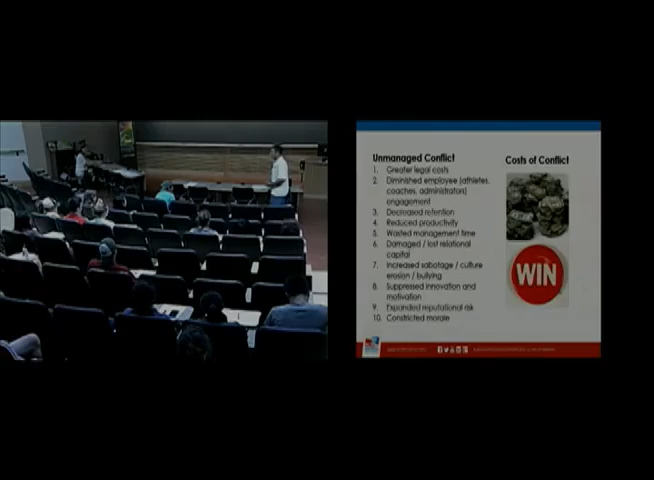 Unmanaged Conflict
1. Greater legal costs
2. Diminished employee (athletes,
coaches, administrators)
engagement
3. Decreased retention
4. Reduced productivity
5. Wasted management time
6. Damaged / lost relational
capital
7. Increased sabotage / culture
erosion / bullying
8. Suppressed innovation and
motivation
9. Expanded reputational risk
10. Constricted morale
Costs of Conflict
WIN